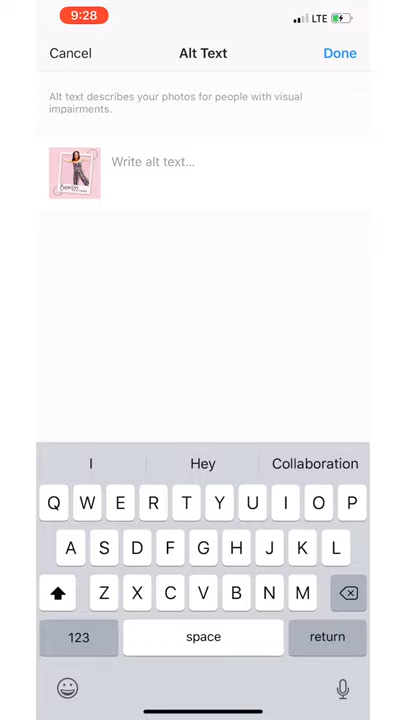 9:28
LTE
Cancel
Alt Text
Done
Alt text describes your photos for people with visual
impairments.
Write alt text...
I
Hey
Collaboration
Q W E R T Y U I O P
A S D F G H J K L
Z X C V B N M
123
space
return